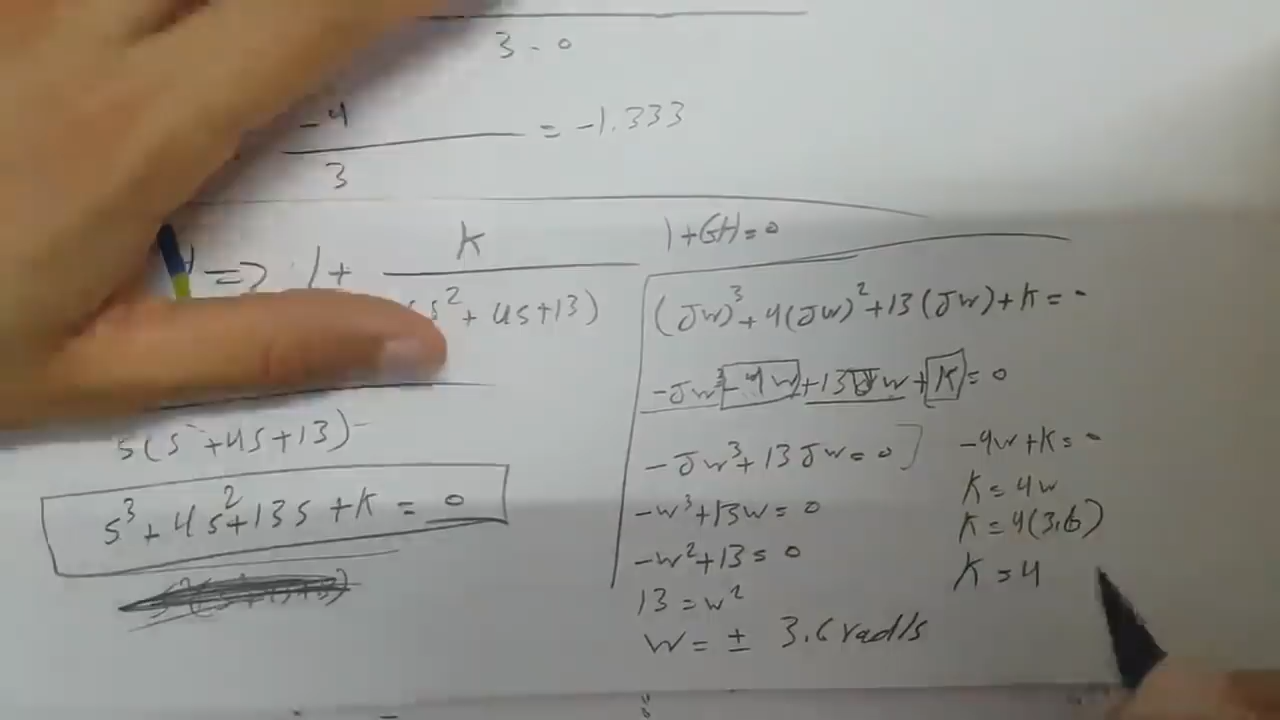 3 - 0
-4
= -1.333
3
=> 1 +
K
s² + 4s + 13)
s(s² + 4s + 13)
s³ + 4s² + 13s + K = 0
1 + GH = 0
(Jw)³ + 4(Jw)² + 13(Jw) + K = 0
-Jw³ - 4w + 13Jw + K = 0
-Jw³ + 13Jw = 0
-w³ + 13w = 0
-w² + 13 = 0
13 = w²
w = ± 3.6 rad/s
-4w + K = 0
K = 4w
K = 4(3.6)
K = 4